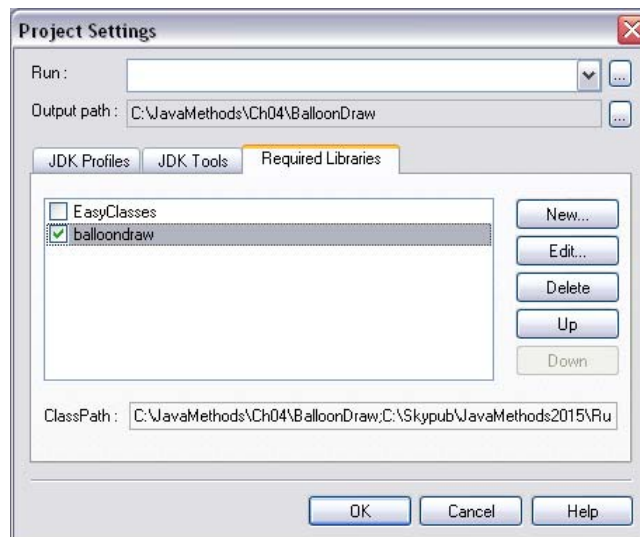 Project Settings
Run :
...
Output path : C:\JavaMethods\Ch04\BalloonDraw
...
JDK Profiles JDK Tools Required Libraries
EasyClasses
balloondraw
New...
Edit...
Delete
Up
Down
ClassPath : C:\JavaMethods\Ch04\BalloonDraw;C:\Skypub\JavaMethods2015\Ru
OK Cancel Help